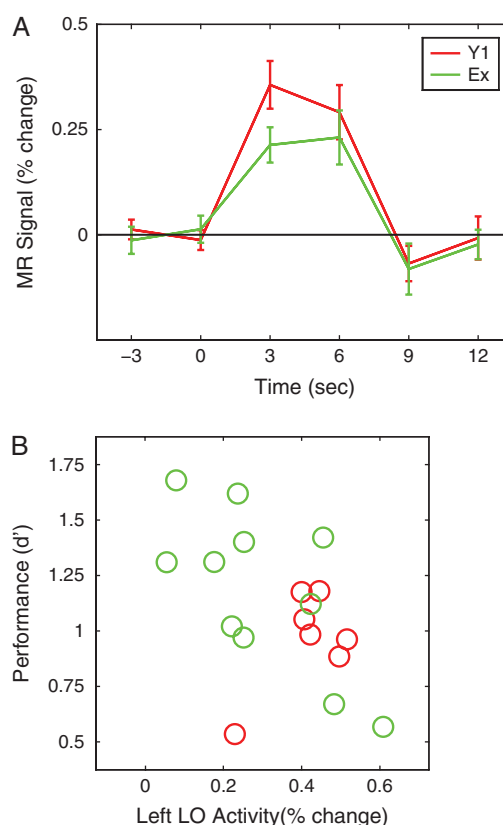 A
0.5
0.25
0
MR Signal (% change)
Y1
Ex
−3 0 3 6 9 12
Time (sec)
B
1.75
1.5
1.25
1
0.75
0.5
Performance (d')
0 0.2 0.4 0.6
Left LO Activity(% change)